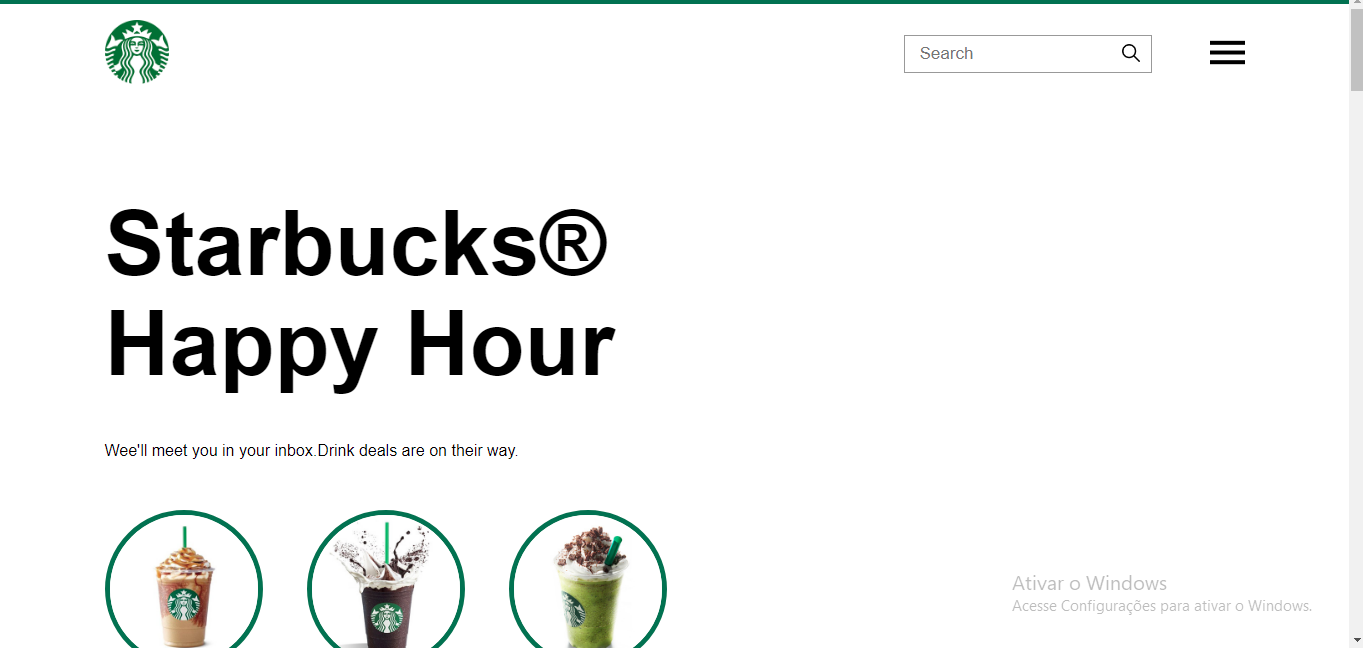 Search
Starbucks®
Happy Hour
Wee'll meet you in your inbox.Drink deals are on their way.
Ativar o Windows
Acesse Configurações para ativar o Windows.